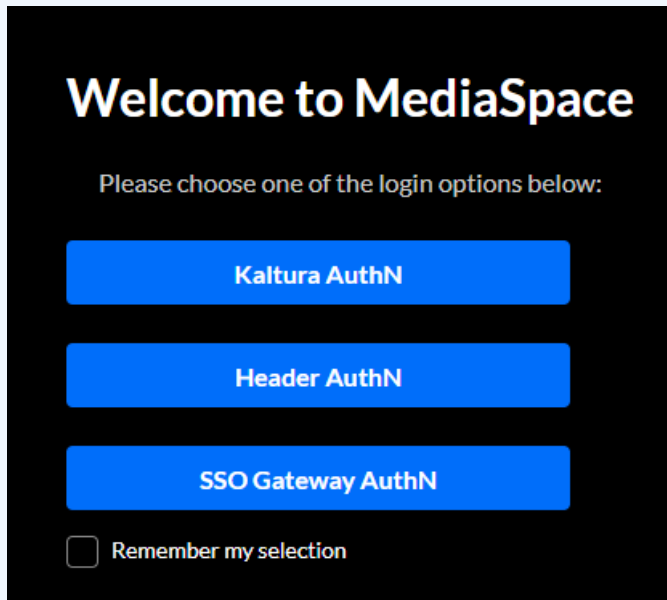 Welcome to MediaSpace
Please choose one of the login options below:
Kaltura AuthN
Header AuthN
SSO Gateway AuthN
Remember my selection